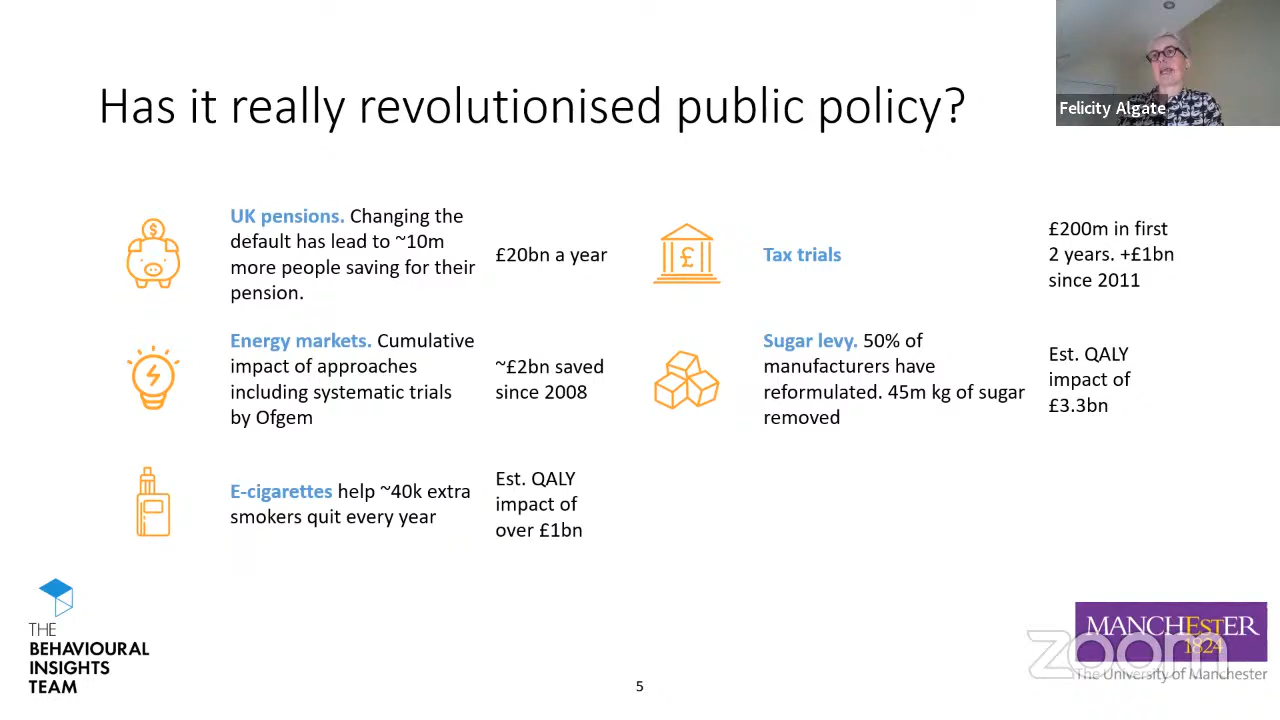 Has it really revolutionised public policy?
Felicity Algate
UK pensions. Changing the
default has lead to ~10m
more people saving for their
pension.
£20bn a year
Tax trials
£200m in first
2 years. +£1bn
since 2011
Energy markets. Cumulative
impact of approaches
including systematic trials
by Ofgem
~£2bn saved
since 2008
Sugar levy. 50% of
manufacturers have
reformulated. 45m kg of sugar
removed
Est. QALY
impact of
£3.3bn
E-cigarettes help ~40k extra
smokers quit every year
Est. QALY
impact of
over £1bn
$
£
THE
BEHAVIOURAL
INSIGHTS
TEAM
5
MANCHESTER
1824
The University of Manchester
zoom